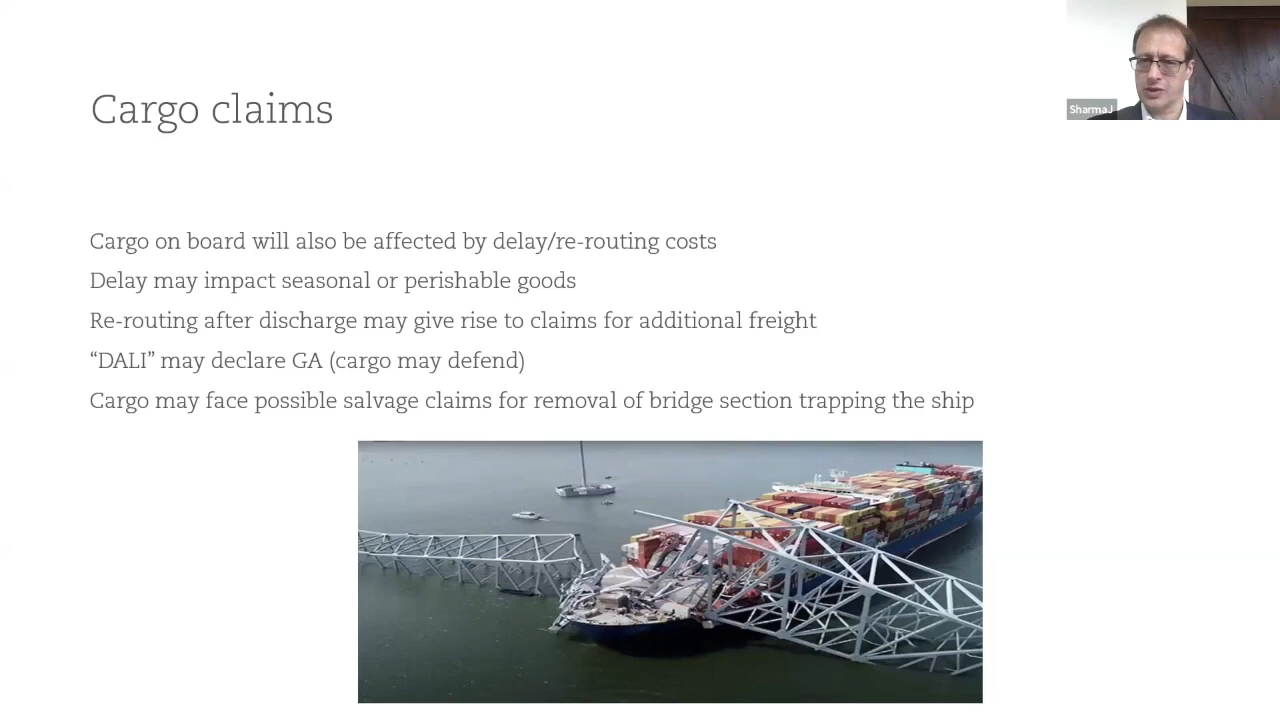 Cargo claims
SharmaJ
Cargo on board will also be affected by delay/re-routing costs
Delay may impact seasonal or perishable goods
Re-routing after discharge may give rise to claims for additional freight
“DALI” may declare GA (cargo may defend)
Cargo may face possible salvage claims for removal of bridge section trapping the ship